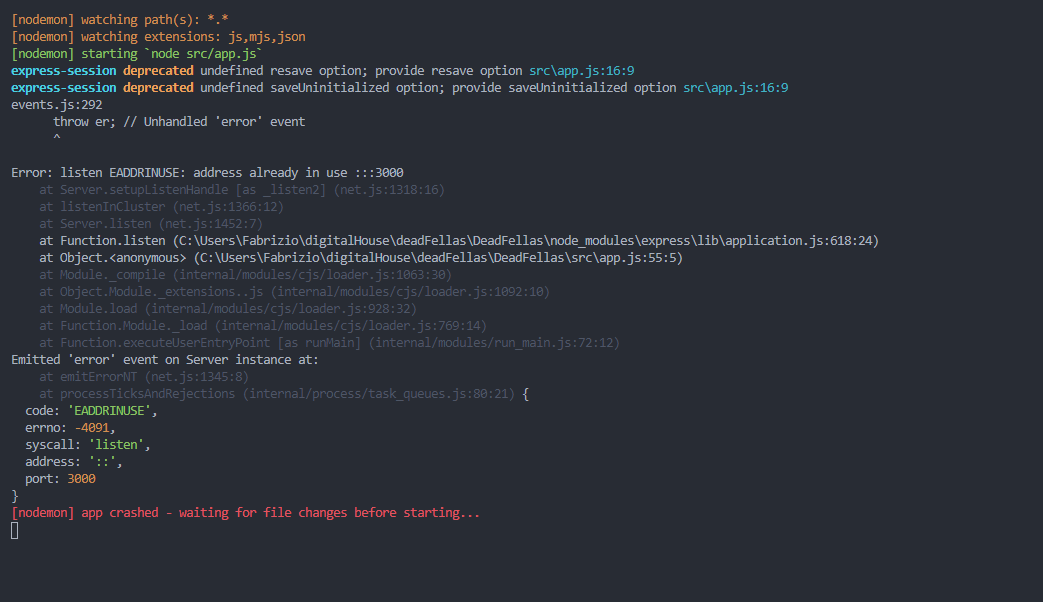 [nodemon] watching path(s): *.*
[nodemon] watching extensions: js,mjs,json
[nodemon] starting `node src/app.js`
express-session deprecated undefined resave option; provide resave option src\app.js:16:9
express-session deprecated undefined saveUninitialized option; provide saveUninitialized option src\app.js:16:9
events.js:292
      throw er; // Unhandled 'error' event
      ^

Error: listen EADDRINUSE: address already in use :::3000
    at Server.setupListenHandle [as _listen2] (net.js:1318:16)
    at listenInCluster (net.js:1366:12)
    at Server.listen (net.js:1452:7)
    at Function.listen (C:\Users\Fabrizio\digitalHouse\deadFellas\DeadFellas\node_modules\express\lib\application.js:618:24)
    at Object.<anonymous> (C:\Users\Fabrizio\digitalHouse\deadFellas\DeadFellas\src\app.js:55:5)
    at Module._compile (internal/modules/cjs/loader.js:1063:30)
    at Object.Module._extensions..js (internal/modules/cjs/loader.js:1092:10)
    at Module.load (internal/modules/cjs/loader.js:928:32)
    at Function.Module._load (internal/modules/cjs/loader.js:769:14)
    at Function.executeUserEntryPoint [as runMain] (internal/modules/run_main.js:72:12)
Emitted 'error' event on Server instance at:
    at emitErrorNT (net.js:1345:8)
    at processTicksAndRejections (internal/process/task_queues.js:80:21) {
  code: 'EADDRINUSE',
  errno: -4091,
  syscall: 'listen',
  address: '::',
  port: 3000
}
[nodemon] app crashed - waiting for file changes before starting...